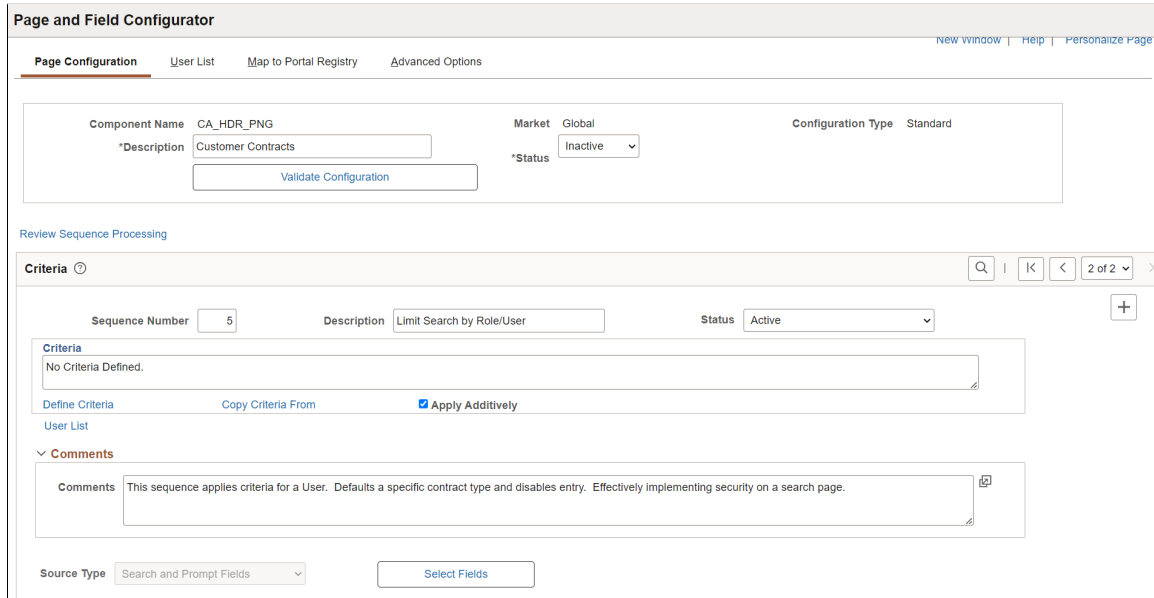 Page and Field Configurator
New Window | Help | Personalize Page
Page Configuration User List Map to Portal Registry Advanced Options
Component Name CA_HDR_PNG Market Global Configuration Type Standard
*Description Customer Contracts *Status Inactive
Validate Configuration
Review Sequence Processing
Criteria ? | 2 of 2
Sequence Number 5 Description Limit Search by Role/User Status Active
Criteria
No Criteria Defined.
Define Criteria Copy Criteria From Apply Additively
User List
Comments
Comments This sequence applies criteria for a User. Defaults a specific contract type and disables entry. Effectively implementing security on a search page.
Source Type Search and Prompt Fields Select Fields